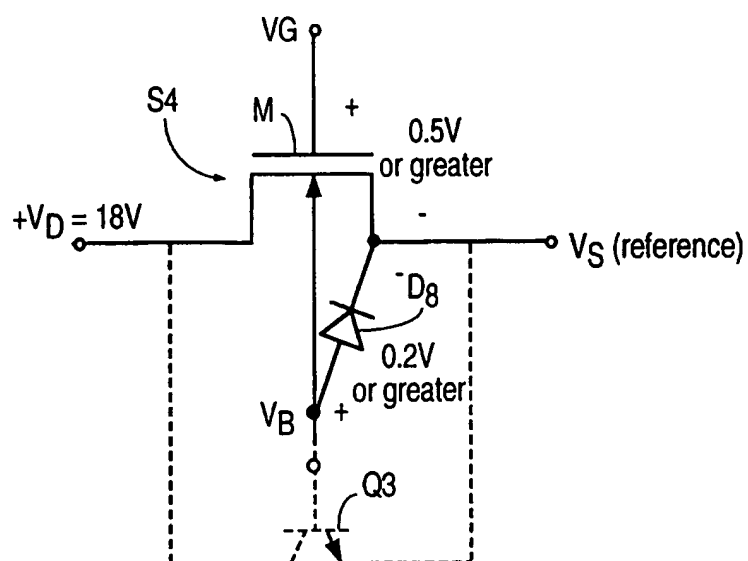 VG
S4
M
+
0.5V
or greater
+VD = 18V
-
VS (reference)
-D8
0.2V
or greater
VB
+
Q3